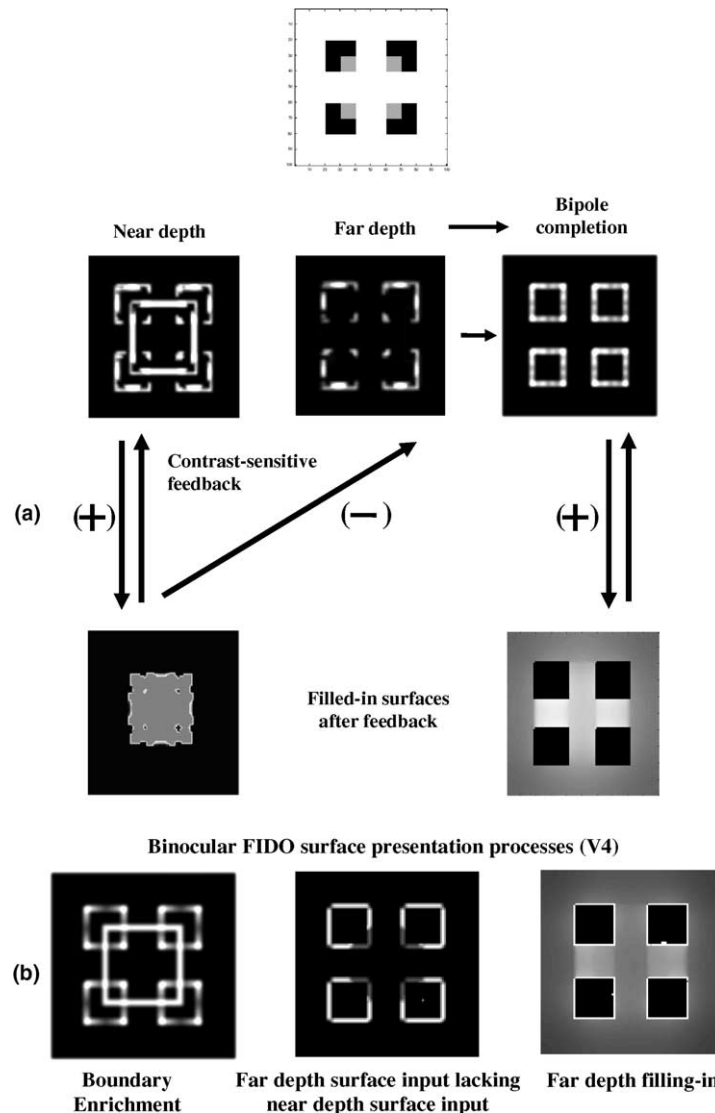 Near depth
Far depth
Bipole
completion
Contrast-sensitive
feedback
(a)
(+)
(−)
(+)
Filled-in surfaces
after feedback
Binocular FIDO surface presentation processes (V4)
(b)
Boundary
Enrichment
Far depth surface input lacking
near depth surface input
Far depth filling-in